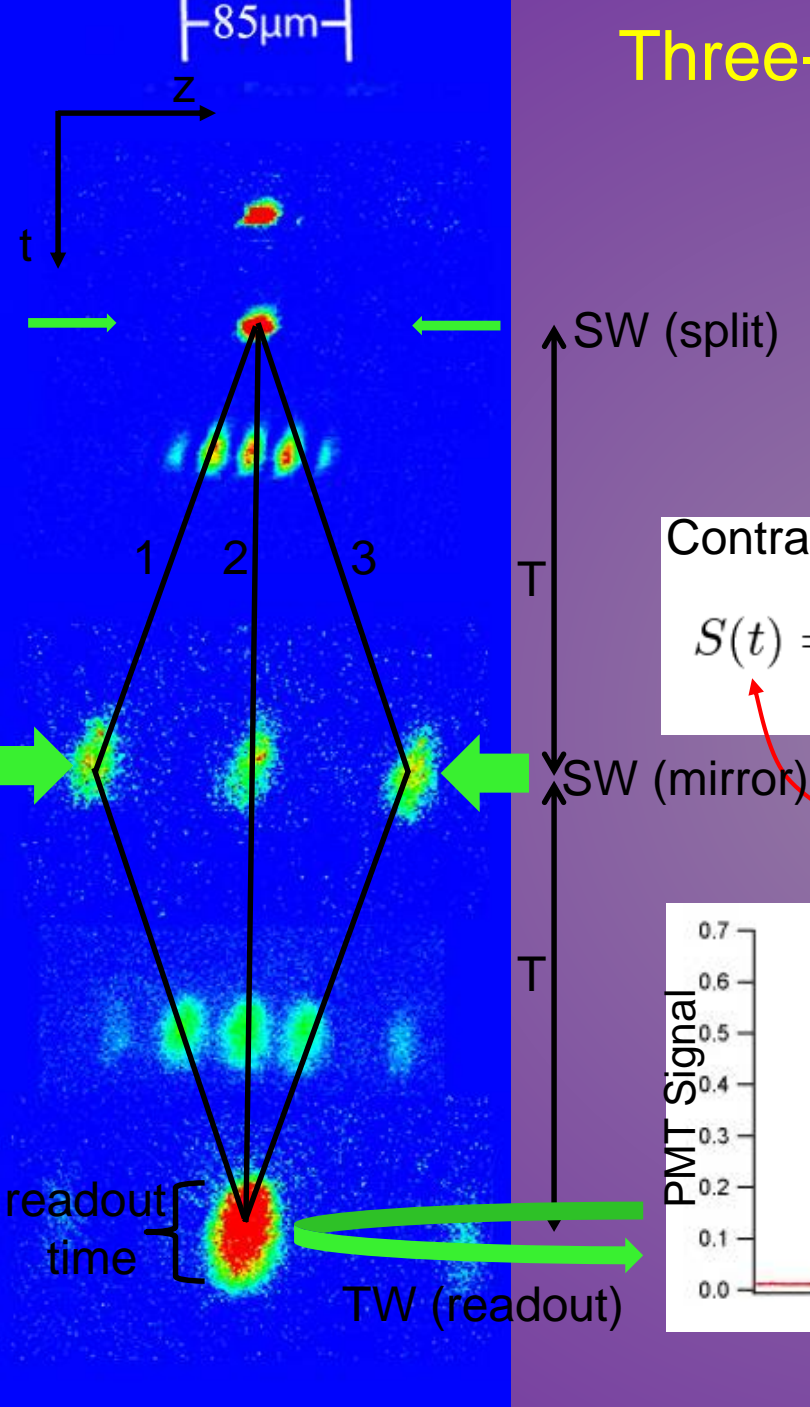 85μm
Three-
z
t
SW (split)
1 2 3
T
Contra
S(t) =
SW (mirror)
T
0.7
0.6
0.5
0.4
0.3
0.2
0.1
0.0
PMT Signal
readout
time
TW (readout)